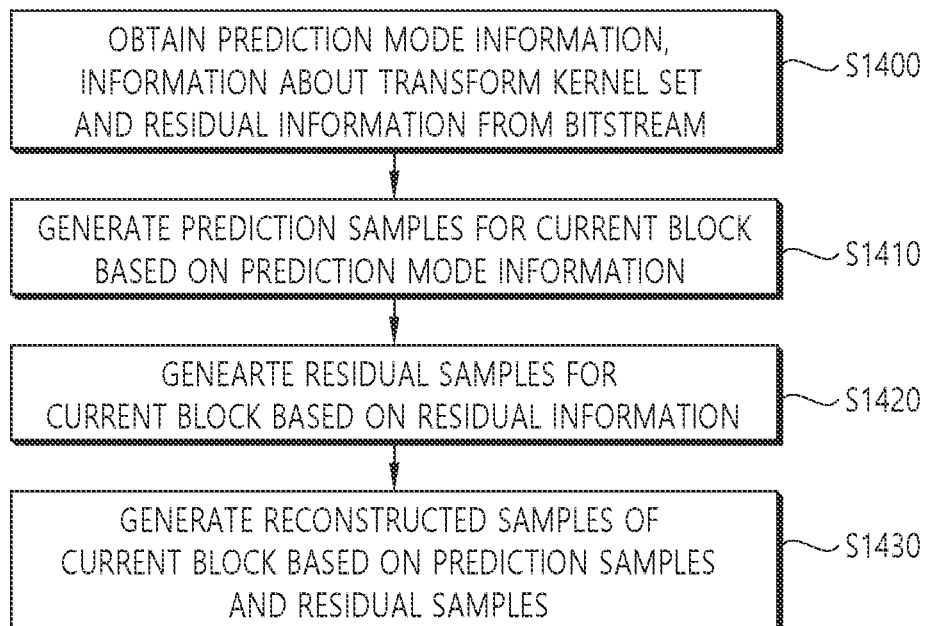 OBTAIN PREDICTION MODE INFORMATION,
INFORMATION ABOUT TRANSFORM KERNEL SET
AND RESIDUAL INFORMATION FROM BITSTREAM
S1400
GENERATE PREDICTION SAMPLES FOR CURRENT BLOCK
BASED ON PREDICTION MODE INFORMATION
S1410
GENEARTE RESIDUAL SAMPLES FOR
CURRENT BLOCK BASED ON RESIDUAL INFORMATION
S1420
GENERATE RECONSTRUCTED SAMPLES OF
CURRENT BLOCK BASED ON PREDICTION SAMPLES
AND RESIDUAL SAMPLES
S1430